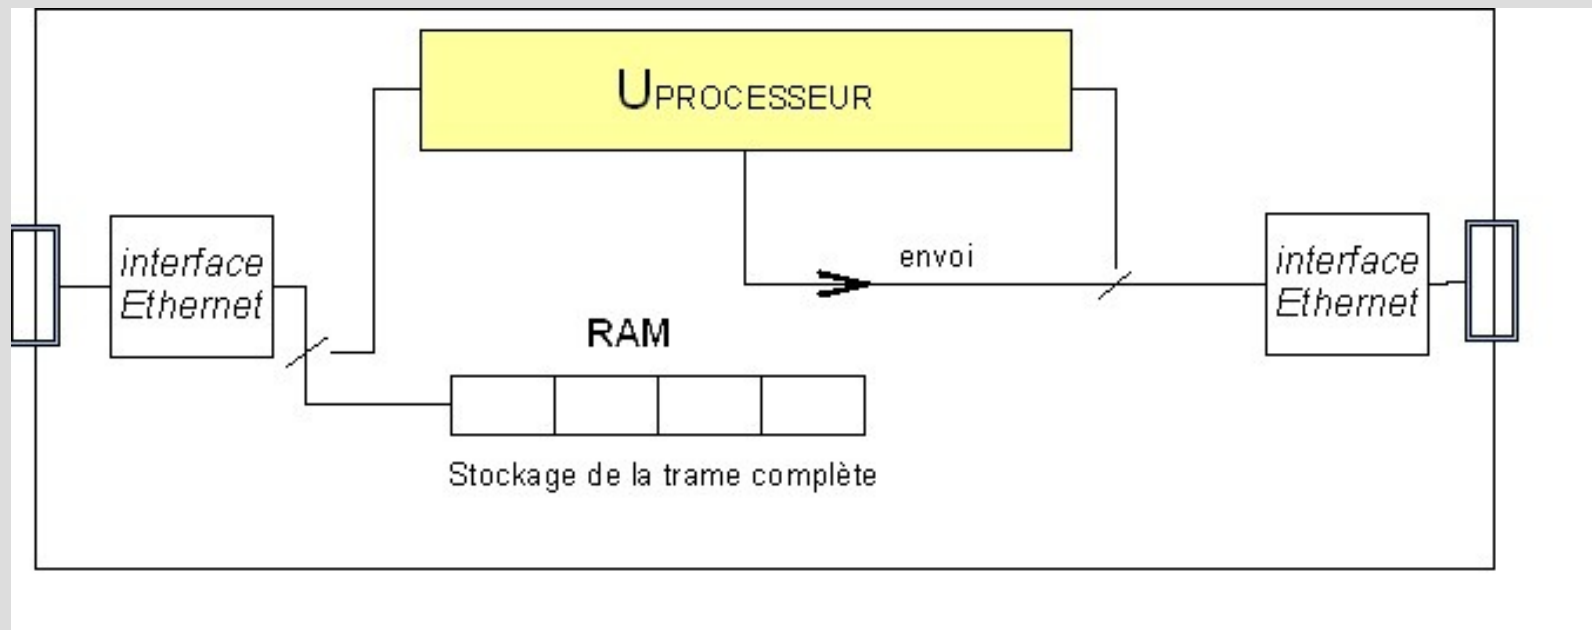 UPROCESSEUR
interface
Ethernet
envoi
interface
Ethernet
RAM
Stockage de la trame complète